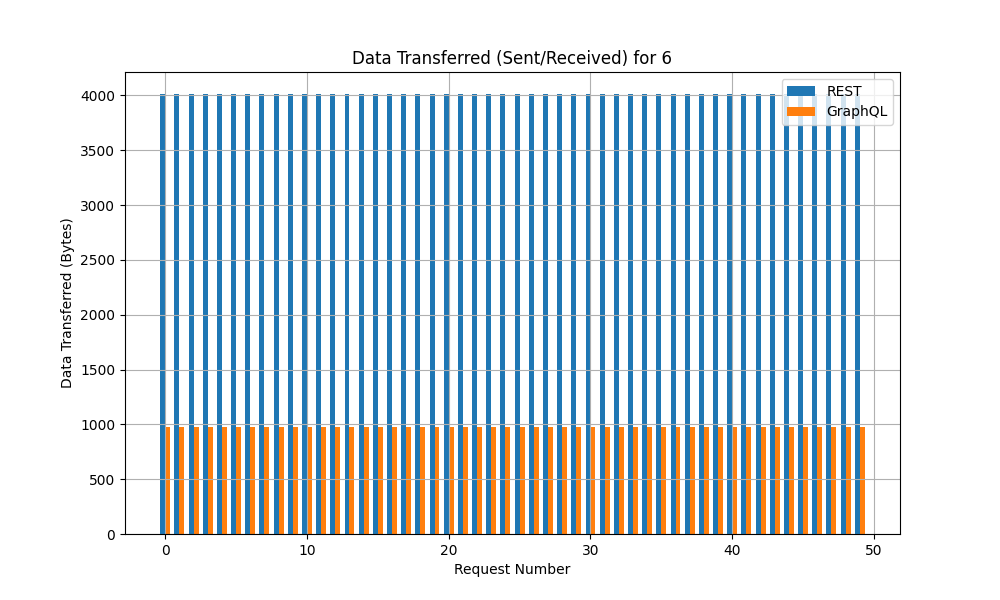 Data Transferred (Sent/Received) for 6
REST
GraphQL
Data Transferred (Bytes)
4000
3500
3000
2500
2000
1500
1000
500
0
0 10 20 30 40 50
Request Number